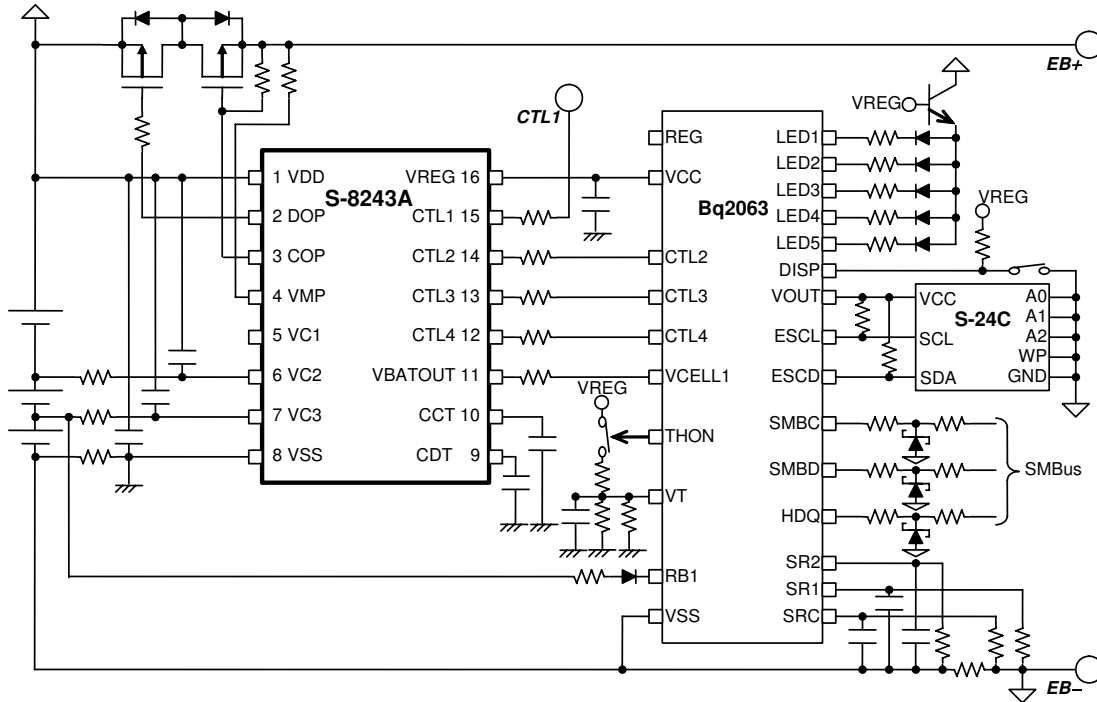 EB+
CTL1
S-8243A
1 VDD
2 DOP
3 COP
4 VMP
5 VC1
6 VC2
7 VC3
8 VSS
VREG 16
CTL1 15
CTL2 14
CTL3 13
CTL4 12
VBATOUT 11
CCT 10
CDT 9
Bq2063
REG
VCC
CTL2
CTL3
CTL4
VCELL1
VREG
THON
VT
RB1
VSS
LED1
LED2
LED3
LED4
LED5
DISP
VOUT
ESCL
ESCD
SMBC
SMBD
HDQ
SR2
SR1
SRC
VREG
VREG
S-24C
VCC
SCL
SDA
A0
A1
A2
WP
GND
SMBus
EB−